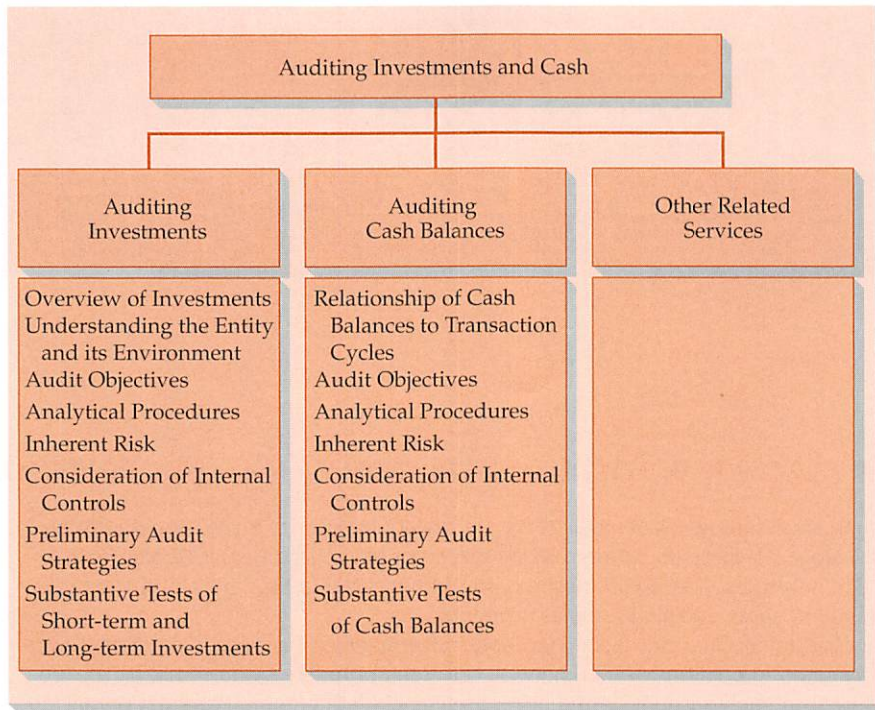 Auditing Investments and Cash
Auditing
Investments
Auditing
Cash Balances
Other Related
Services
Overview of Investments
Understanding the Entity
and its Environment
Audit Objectives
Analytical Procedures
Inherent Risk
Consideration of Internal
Controls
Preliminary Audit
Strategies
Substantive Tests of
Short-term and
Long-term Investments
Relationship of Cash
Balances to Transaction
Cycles
Audit Objectives
Analytical Procedures
Inherent Risk
Consideration of Internal
Controls
Preliminary Audit
Strategies
Substantive Tests
of Cash Balances